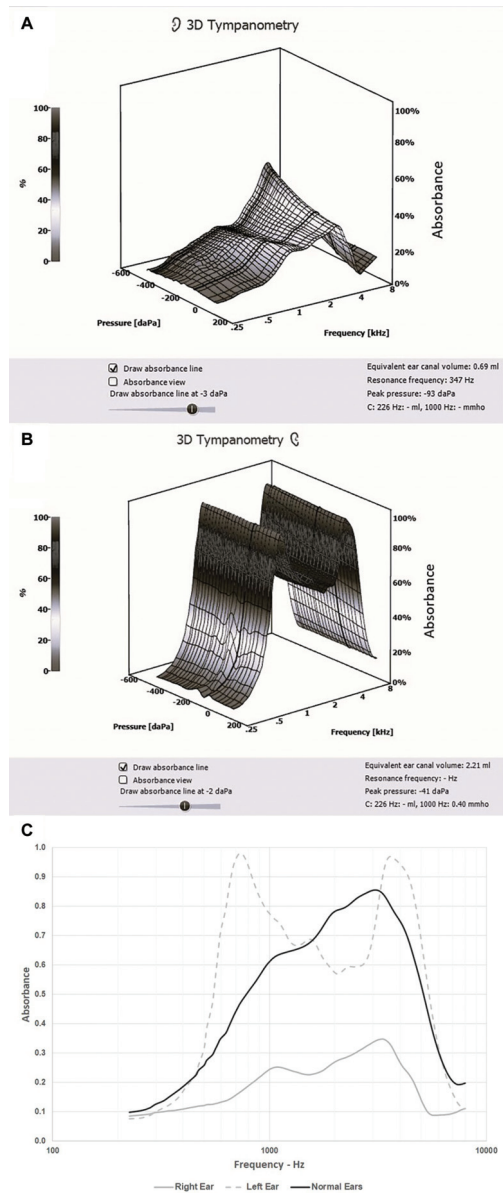 A
3D Tympanometry
100
80
60
40
20
0
%
100%
80%
60%
40%
20%
0%
Absorbance
-600
-400
-200
0
200
Pressure [daPa]
.25
.5
1
2
4
8
Frequency [kHz]
Draw absorbance line
Absorbance view
Draw absorbance line at -3 daPa
Equivalent ear canal volume: 0.69 ml
Resonance frequency: 347 Hz
Peak pressure: -93 daPa
C: 226 Hz: - ml, 1000 Hz: - mmho
B
3D Tympanometry
100
80
60
40
20
0
%
100%
80%
60%
40%
20%
0%
Absorbance
-600
-400
-200
0
200
Pressure [daPa]
.25
.5
1
2
4
8
Frequency [kHz]
Draw absorbance line
Absorbance view
Draw absorbance line at -2 daPa
Equivalent ear canal volume: 2.21 ml
Resonance frequency: - Hz
Peak pressure: -41 daPa
C: 226 Hz: - ml, 1000 Hz: 0.40 mmho
C
1.0
0.9
0.8
0.7
0.6
0.5
0.4
0.3
0.2
0.1
0.0
Absorbance
100
1000
10000
Frequency - Hz
Right Ear
Left Ear
Normal Ears